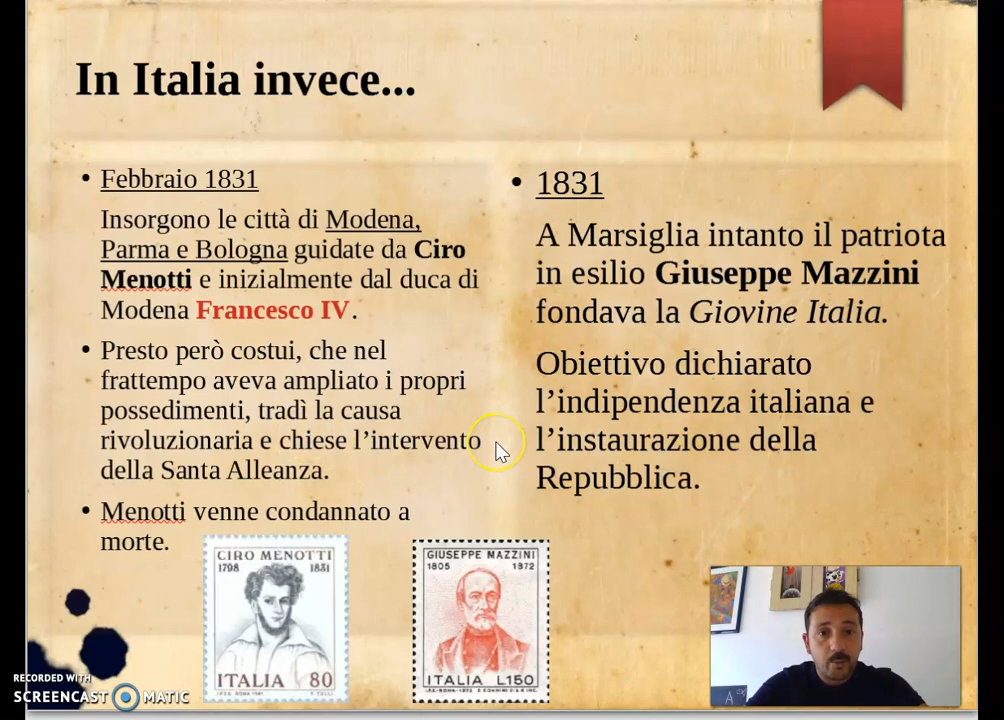 In Italia invece...
• Febbraio 1831
Insorgono le città di Modena,
Parma e Bologna guidate da Ciro
Menotti e inizialmente dal duca di
Modena Francesco IV.
• Presto però costui, che nel
frattempo aveva ampliato i propri
possedimenti, tradì la causa
rivoluzionaria e chiese l’intervento
della Santa Alleanza.
• Menotti venne condannato a
morte.
• 1831
A Marsiglia intanto il patriota
in esilio Giuseppe Mazzini
fondava la Giovine Italia.
Obiettivo dichiarato
l’indipendenza italiana e
l’instaurazione della
Repubblica.
CIRO MENOTTI
1798 1831
ITALIA 80
GIUSEPPE MAZZINI
1805 1872
ITALIA L150
A
RECORDED WITH
SCREENCAST MATIC